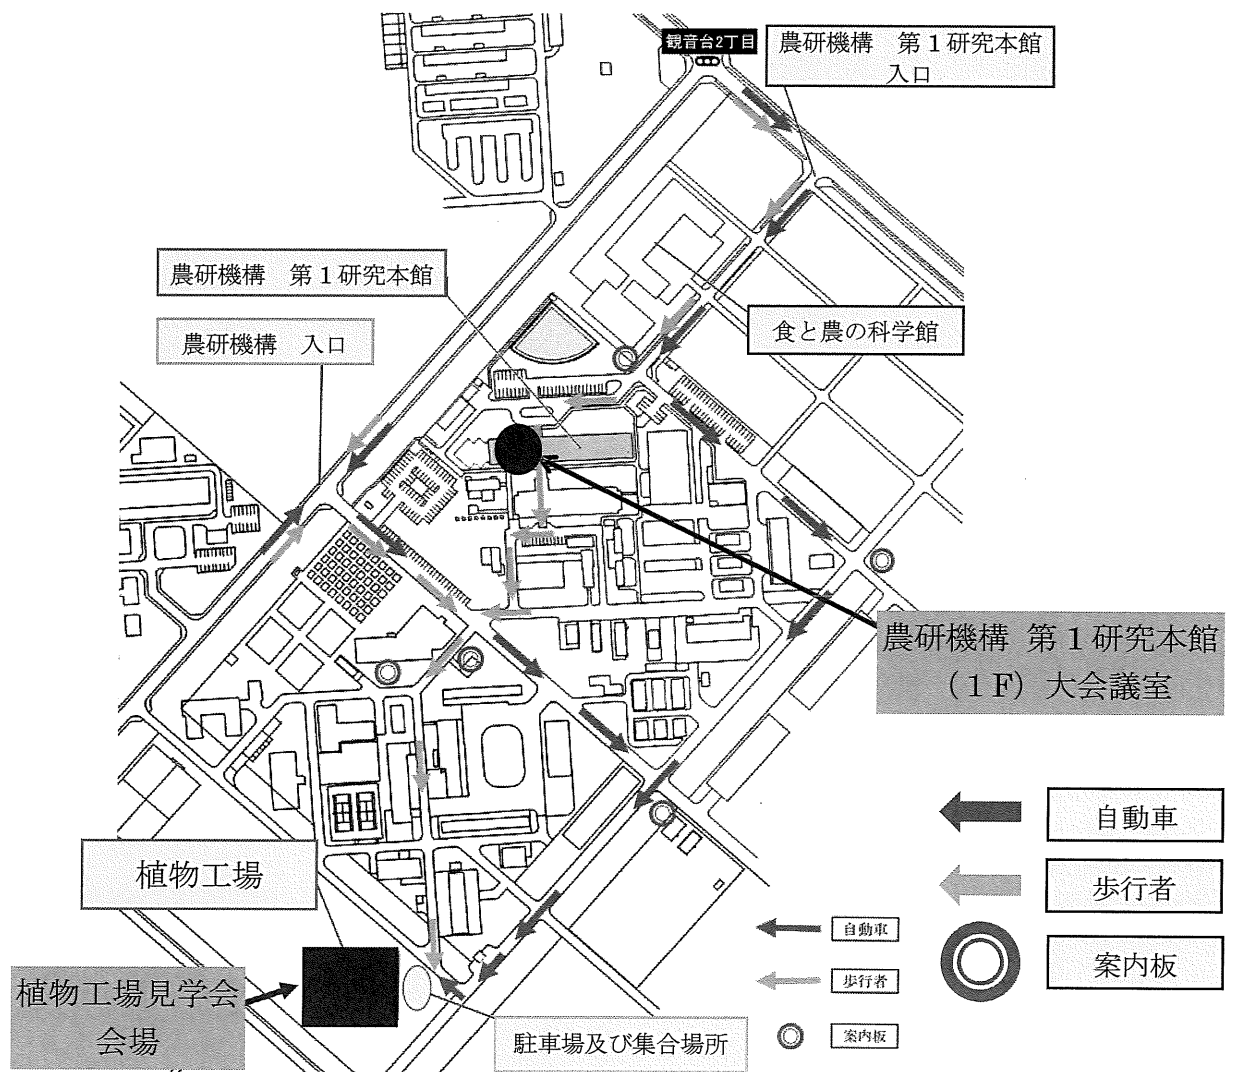 観音台2丁目
農研機構 第1研究本館
入口
農研機構 第1研究本館
食と農の科学館
農研機構 入口
農研機構 第1研究本館
(1F)大会議室
自動車
歩行者
案内板
植物工場
自動車
歩行者
案内板
植物工場見学会
会場
駐車場及び集合場所